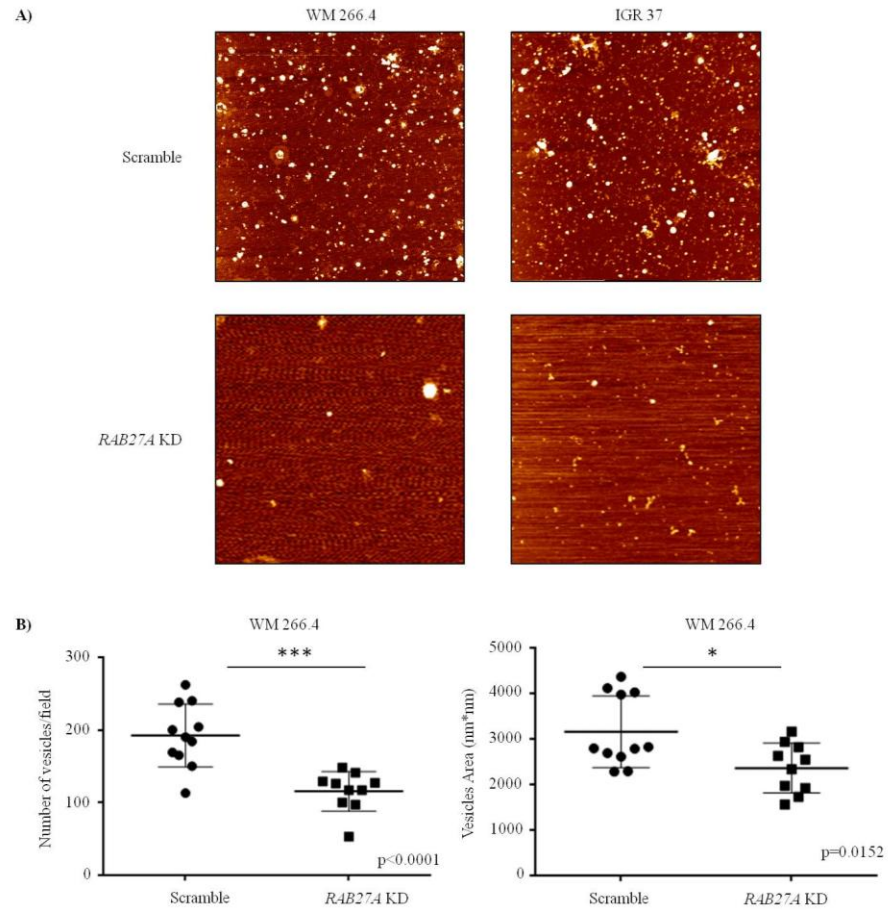 A)
WM 266.4
IGR 37
Scramble
RAB27A KD
B)
WM 266.4
***
300
200
100
0
Number of vesicles/field
p<0.0001
Scramble
RAB27A KD
WM 266.4
*
5000
4000
3000
2000
1000
0
Vesicles Area (nm*nm)
p=0.0152
Scramble
RAB27A KD